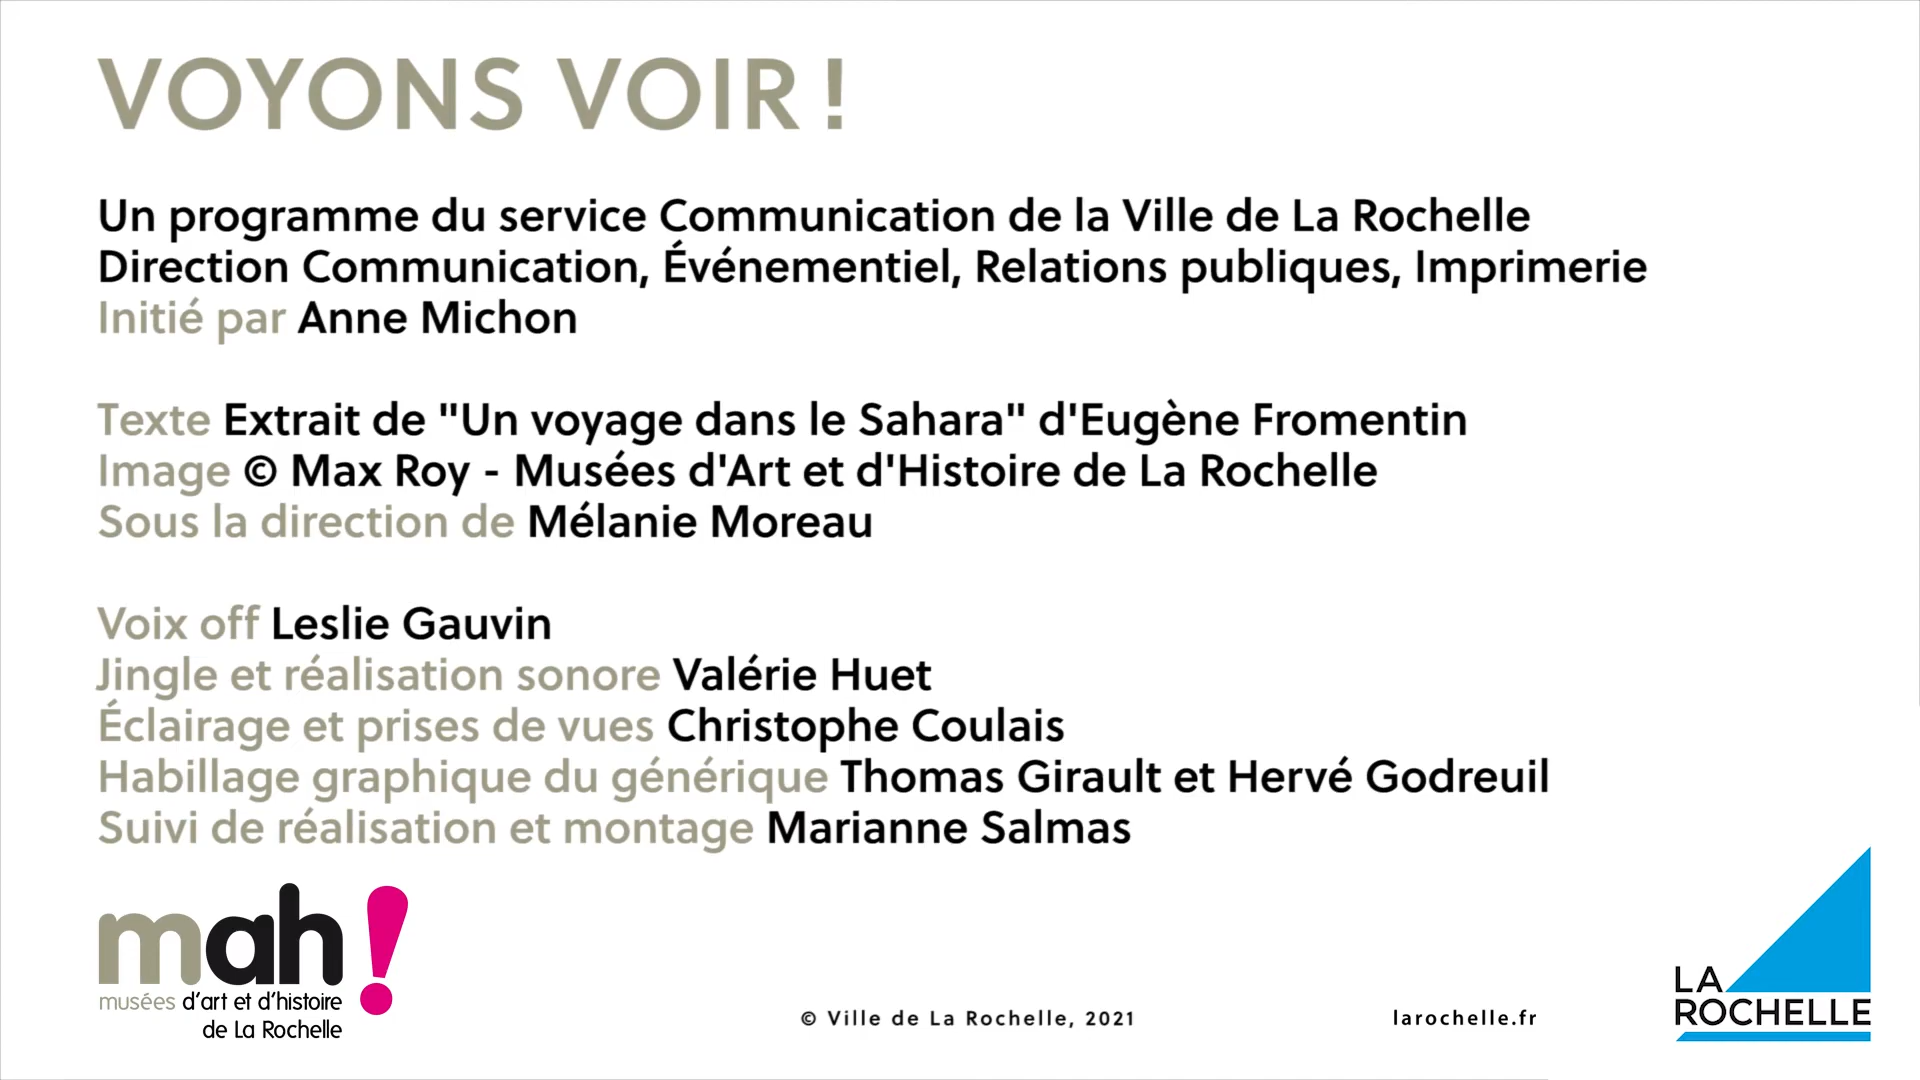 VOYONS VOIR !
Un programme du service Communication de la Ville de La Rochelle
Direction Communication, Événementiel, Relations publiques, Imprimerie
Initié par Anne Michon
Texte Extrait de "Un voyage dans le Sahara" d'Eugène Fromentin
Image © Max Roy - Musées d'Art et d'Histoire de La Rochelle
Sous la direction de Mélanie Moreau
Voix off Leslie Gauvin
Jingle et réalisation sonore Valérie Huet
Éclairage et prises de vues Christophe Coulais
Habillage graphique du générique Thomas Girault et Hervé Godreuil
Suivi de réalisation et montage Marianne Salmas
mah!
musées d'art et d'histoire
de La Rochelle
© Ville de La Rochelle, 2021
larochelle.fr
LA
ROCHELLE